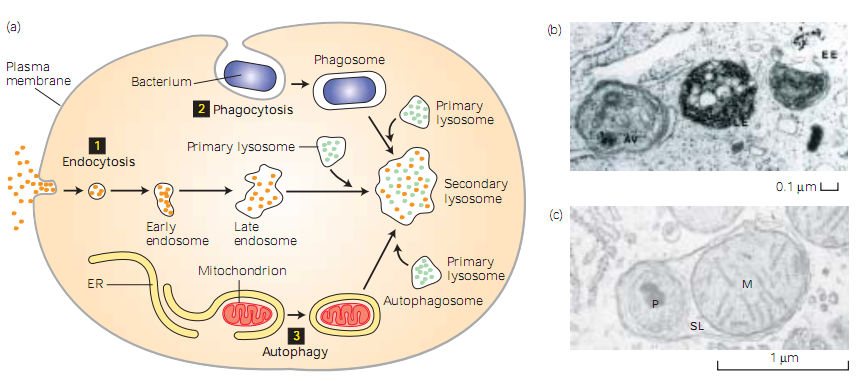 (a)
Plasma
membrane
Bacterium
Phagosome
2 Phagocytosis
Primary
lysosome
1
Endocytosis
Primary lysosome
Secondary
lysosome
Early
endosome
Late
endosome
ER
Mitochondrion
Primary
lysosome
Autophagosome
3
Autophagy
(b)
EE
AV
LE
0.1 µm
(c)
P
M
SL
1 µm